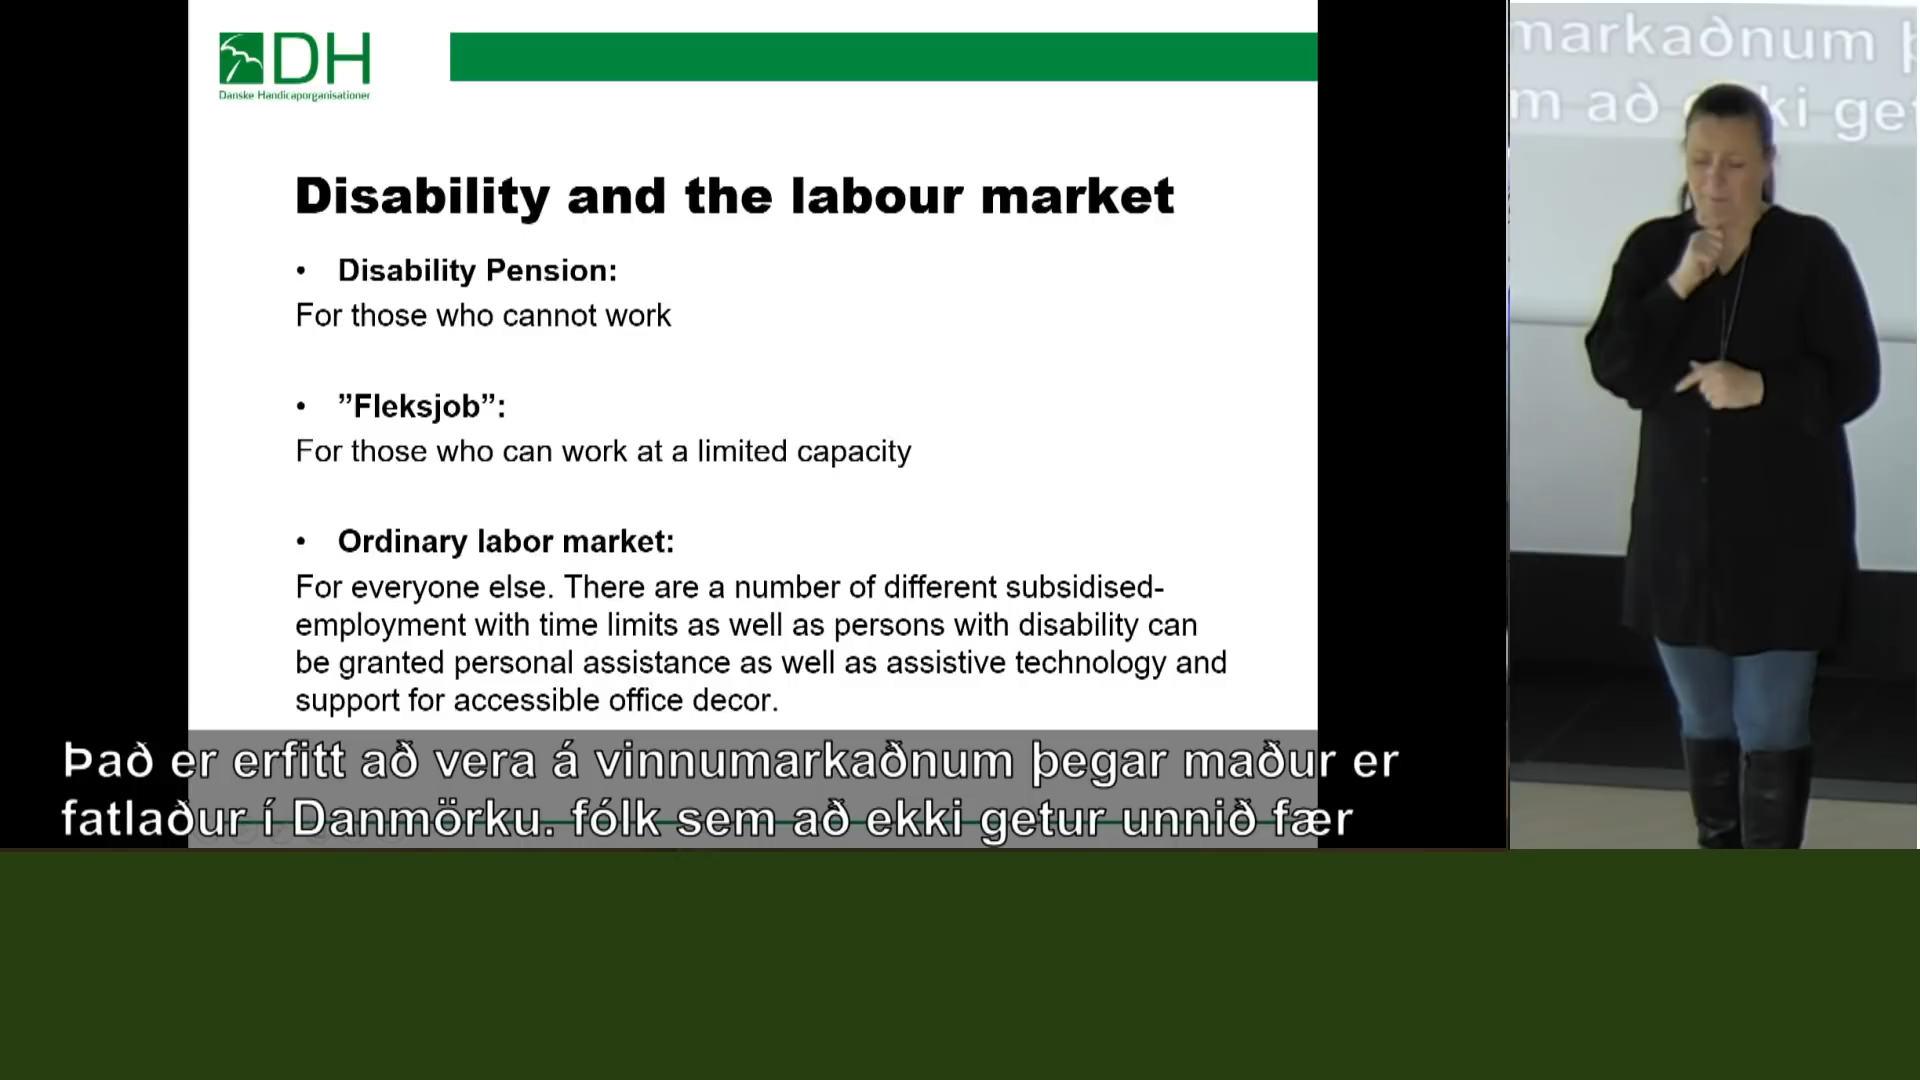 DH
Danske Handicaporganisationer
Disability and the labour market
• Disability Pension:
For those who cannot work
• ”Fleksjob”:
For those who can work at a limited capacity
• Ordinary labor market:
For everyone else. There are a number of different subsidised-
employment with time limits as well as persons with disability can
be granted personal assistance as well as assistive technology and
support for accessible office decor.
Það er erfitt að vera á vinnumarkaðnum þegar maður er
fatlaður í Danmörku. fólk sem að ekki getur unnið fær
markaðnum þ
m að ki get